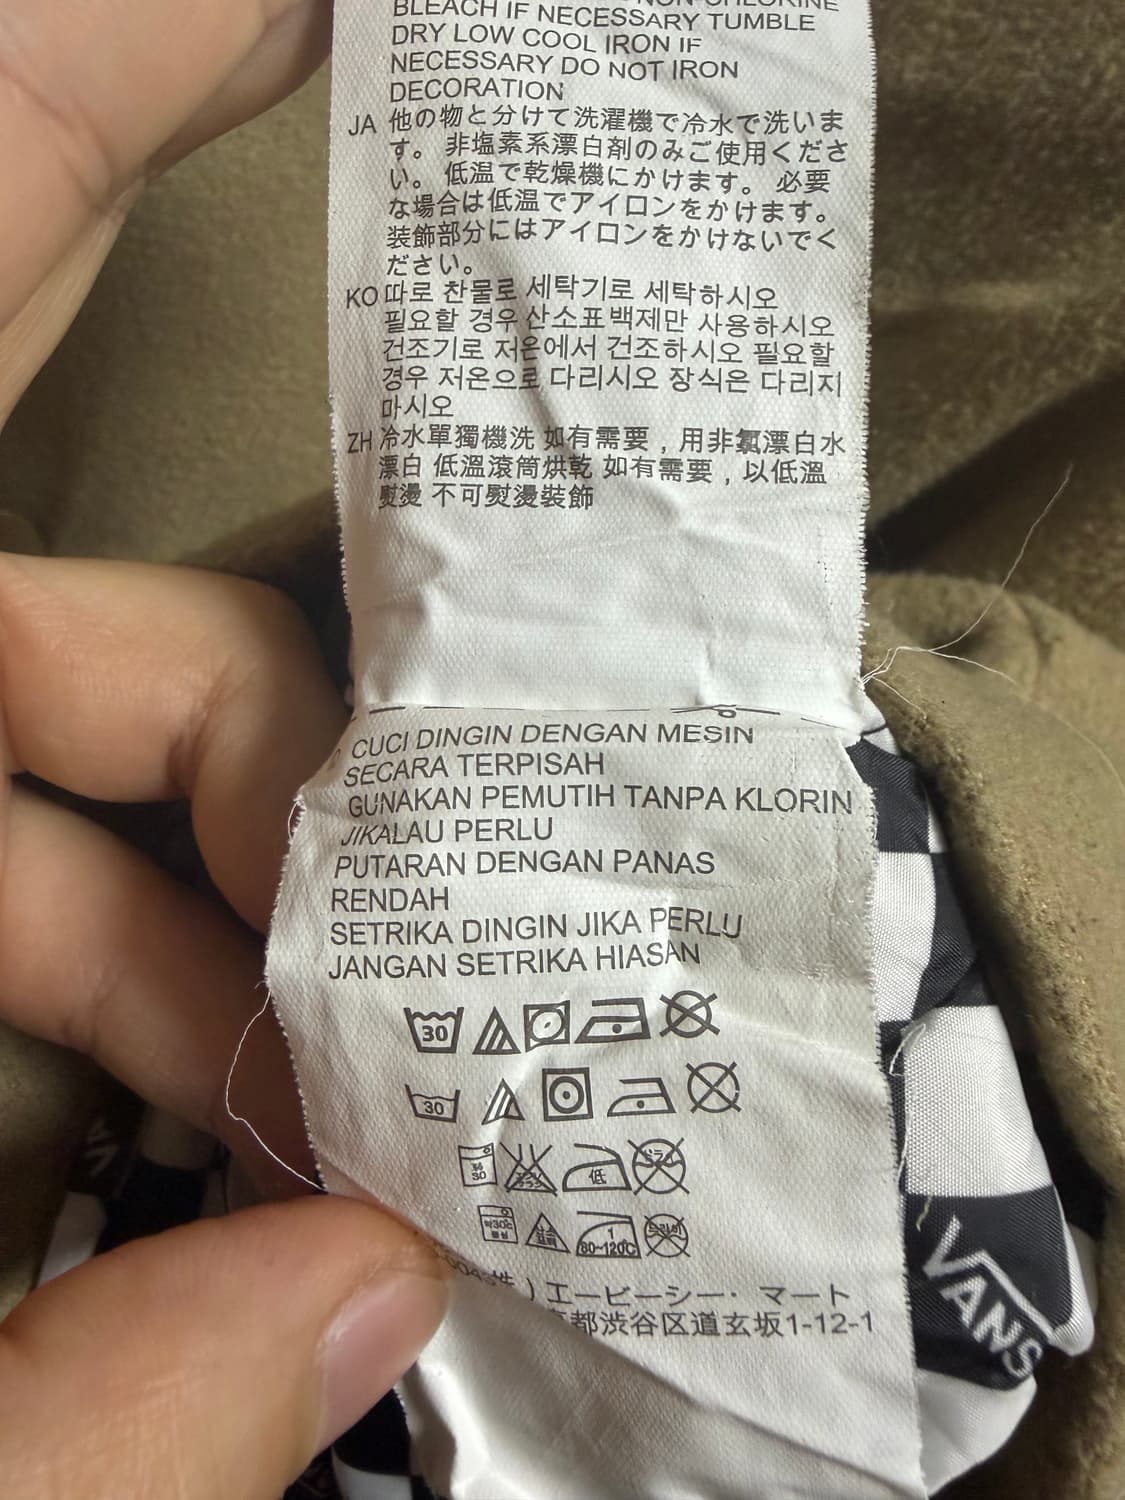 NON-CHLORINE
BLEACH IF NECESSARY TUMBLE
DRY LOW COOL IRON IF
NECESSARY DO NOT IRON
DECORATION
JA 他の物と分けて洗濯機で冷水で洗いま
す。 非塩素系漂白剤のみご使用くださ
い。 低温で乾燥機にかけます。 必要
な場合は低温でアイロンをかけます。
装飾部分にはアイロンをかけないでく
ださい。
KO 따로 찬물로 세탁기로 세탁하시오
필요할 경우 산소표백제만 사용하시오
건조기로 저온에서 건조하시오 필요할
경우 저온으로 다리시오 장식은 다리지
마시오
ZH 冷水單獨機洗 如有需要，用非氯漂白水
漂白 低溫滾筒烘乾 如有需要，以低溫
熨燙 不可熨燙裝飾
CUCI DINGIN DENGAN MESIN
SECARA TERPISAH
GUNAKAN PEMUTIH TANPA KLORIN
JIKALAU PERLU
PUTARAN DENGAN PANAS
RENDAH
SETRIKA DINGIN JIKA PERLU
JANGAN SETRIKA HIASAN
30
30
30 低
約30℃ 1 80~120℃
) エービーシー・マート
都渋谷区道玄坂1-12-1
VANS